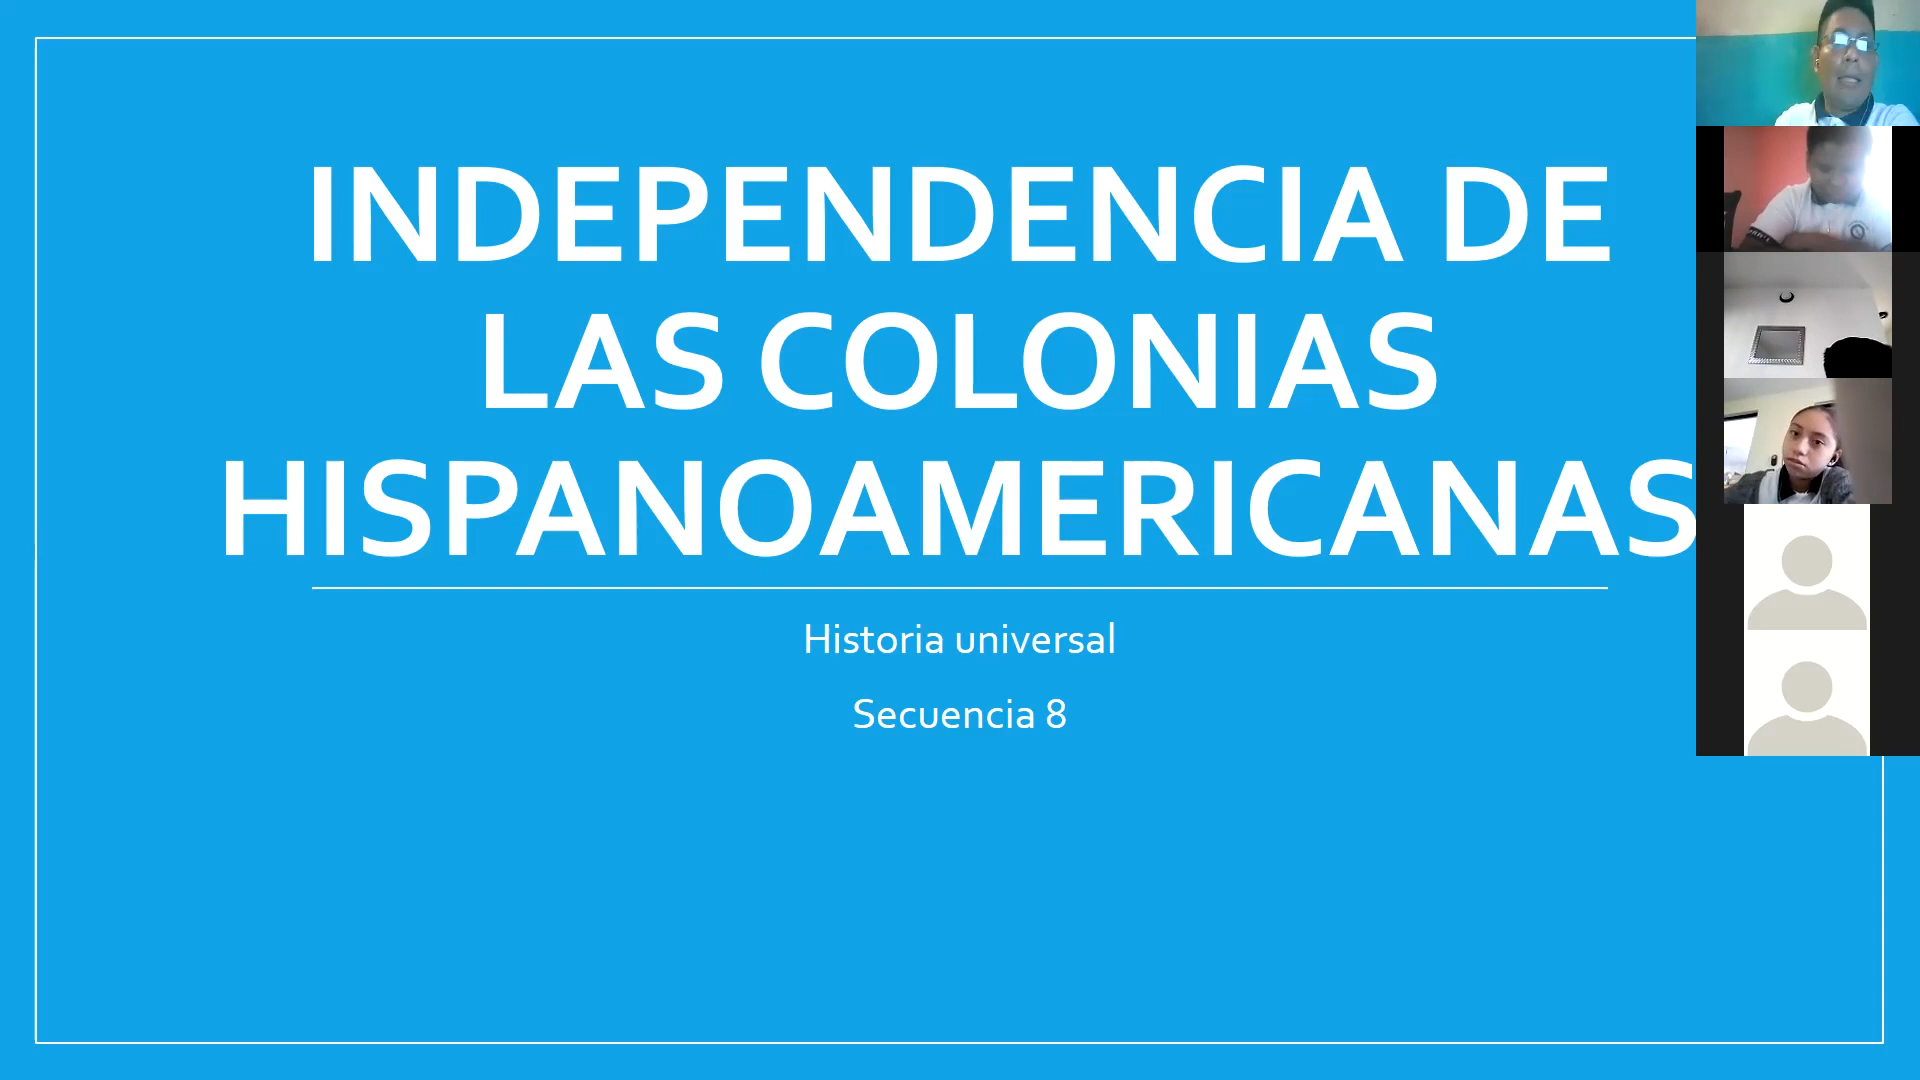 INDEPENDENCIA DE
LAS COLONIAS
HISPANOAMERICANAS
Historia universal
Secuencia 8